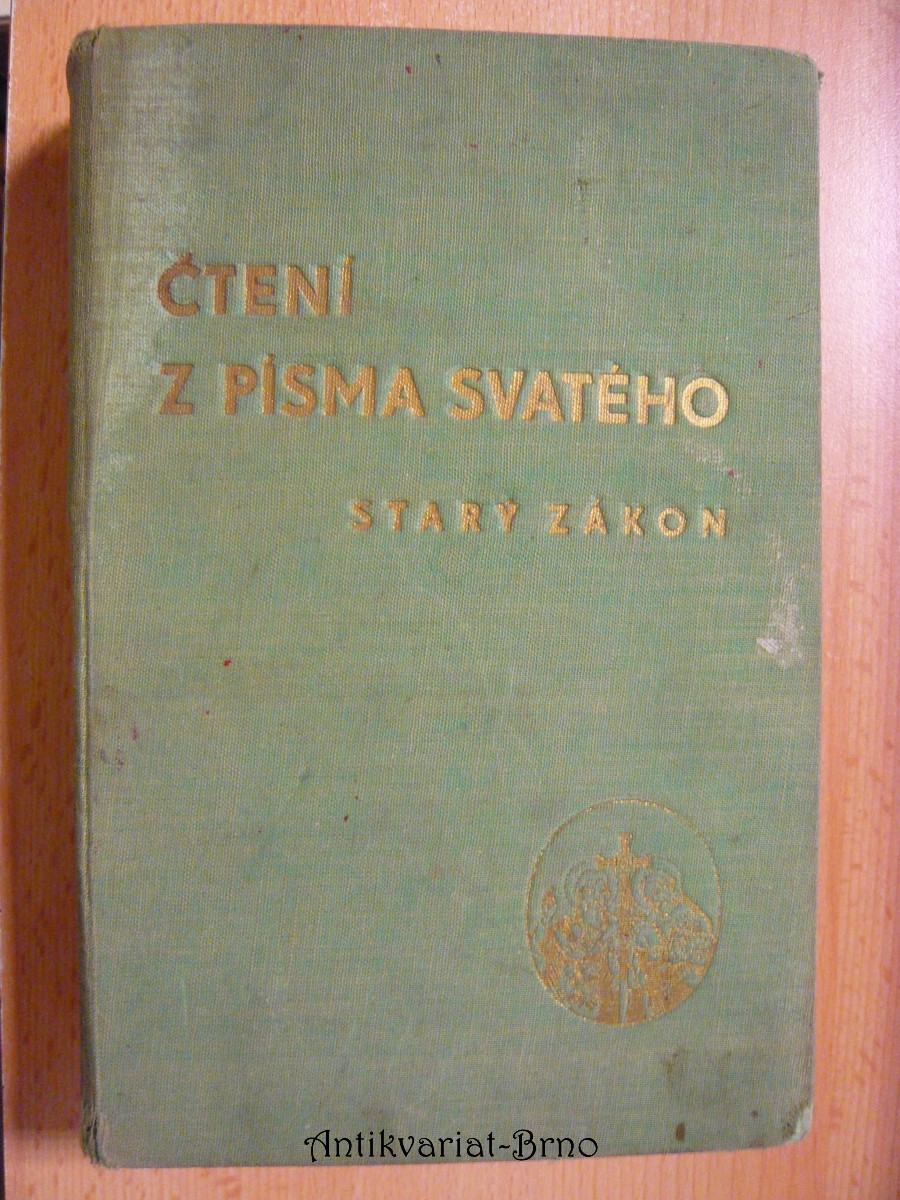 ČTENÍ
Z PÍSMA SVATÉHO
STARÝ ZÁKON
Antikvariat-Brno